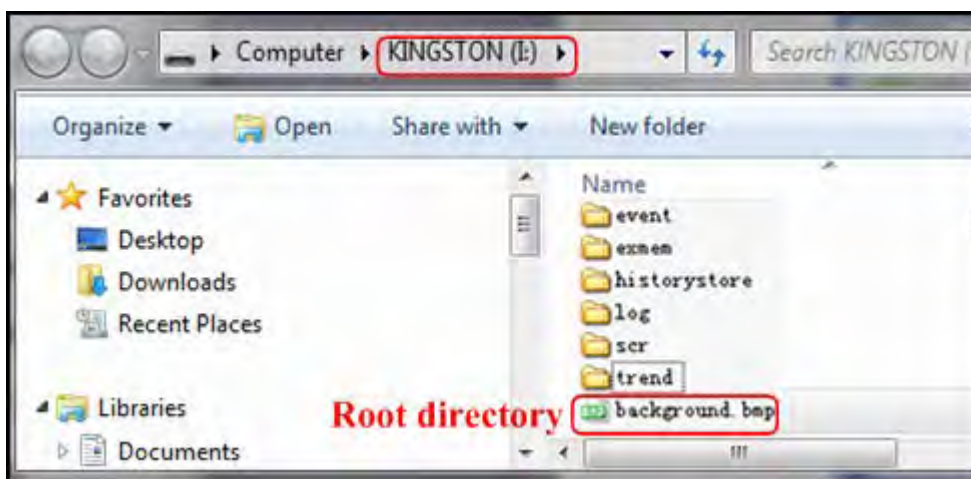 Computer KINGSTON (I:) Search KINGSTON (
Organize Open Share with New folder
Favorites
Desktop
Downloads
Recent Places
Libraries
Documents
Name
event
exmem
historystore
log
scr
trend
Root directory background.bmp